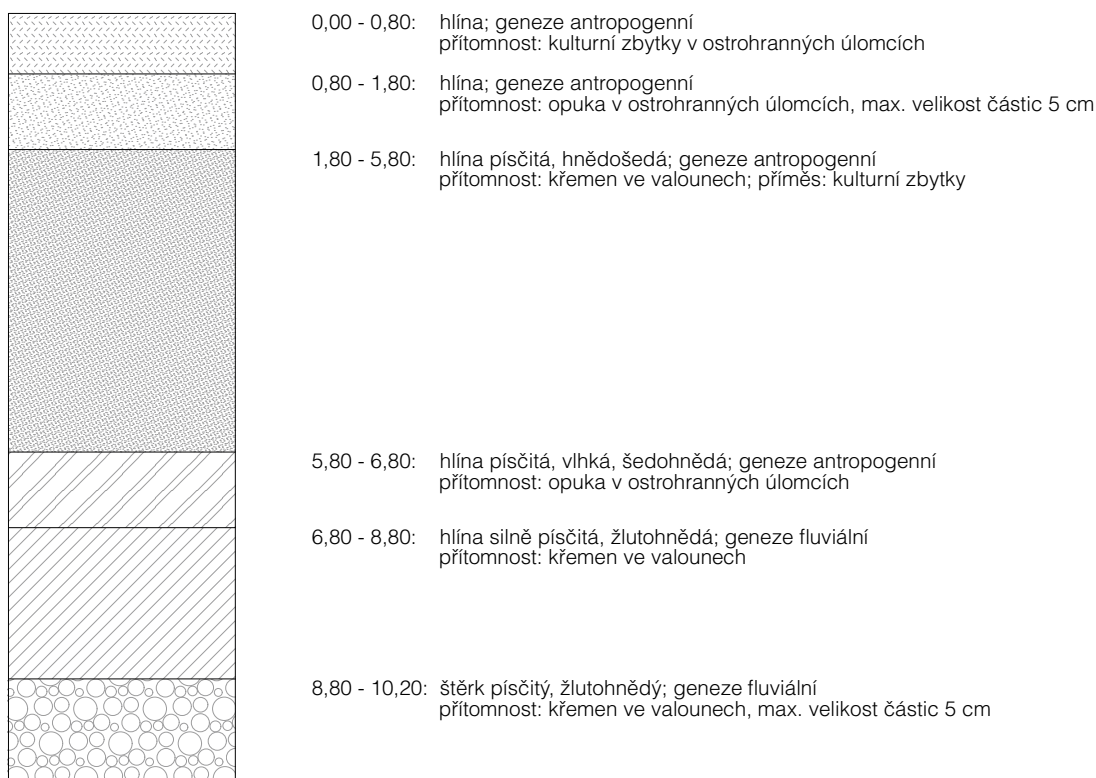 0,00 - 0,80: hlína; geneze antropogenní
přítomnost: kulturní zbytky v ostrohranných úlomcích
0,80 - 1,80: hlína; geneze antropogenní
přítomnost: opuka v ostrohranných úlomcích, max. velikost částic 5 cm
1,80 - 5,80: hlína písčitá, hnědošedá; geneze antropogenní
přítomnost: křemen ve valounech; příměs: kulturní zbytky
5,80 - 6,80: hlína písčitá, vlhká, šedohnědá; geneze antropogenní
přítomnost: opuka v ostrohranných úlomcích
6,80 - 8,80: hlína silně písčitá, žlutohnědá; geneze fluviální
přítomnost: křemen ve valounech
8,80 - 10,20: štěrk písčitý, žlutohnědý; geneze fluviální
přítomnost: křemen ve valounech, max. velikost částic 5 cm